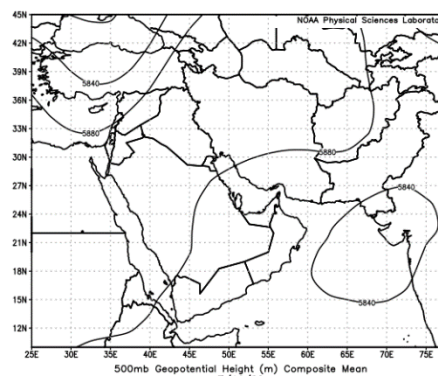 NOAA Physical Sciences Laborato
45N
42N
39N
36N
33N
30N
27N
24N
21N
18N
15N
12N
5840
5880
5880
5840
5840
25E 30E 35E 40E 45E 50E 55E 60E 65E 70E 75E
500mb Geopotential Height (m) Composite Mean